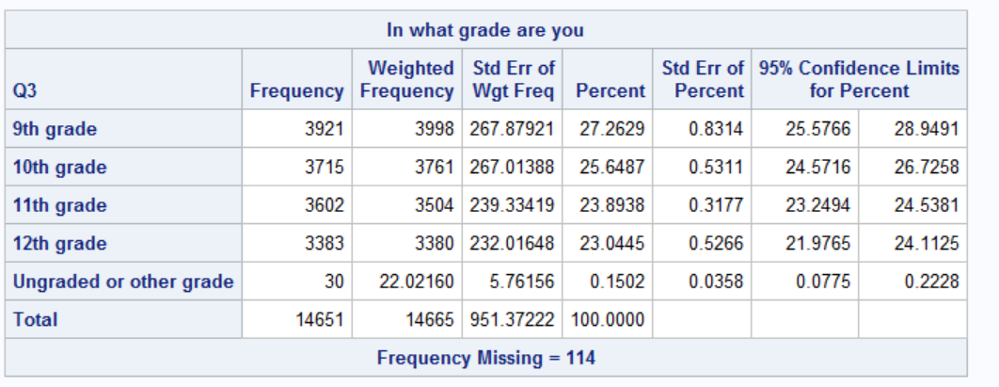 In what grade are you
Weighted Std Err of Std Err of 95% Confidence Limits
Q3 Frequency Frequency Wgt Freq Percent Percent for Percent
9th grade 3921 3998 267.87921 27.2629 0.8314 25.5766 28.9491
10th grade 3715 3761 267.01388 25.6487 0.5311 24.5716 26.7258
11th grade 3602 3504 239.33419 23.8938 0.3177 23.2494 24.5381
12th grade 3383 3380 232.01648 23.0445 0.5266 21.9765 24.1125
Ungraded or other grade 30 22.02160 5.76156 0.1502 0.0358 0.0775 0.2228
Total 14651 14665 951.37222 100.0000
Frequency Missing = 114